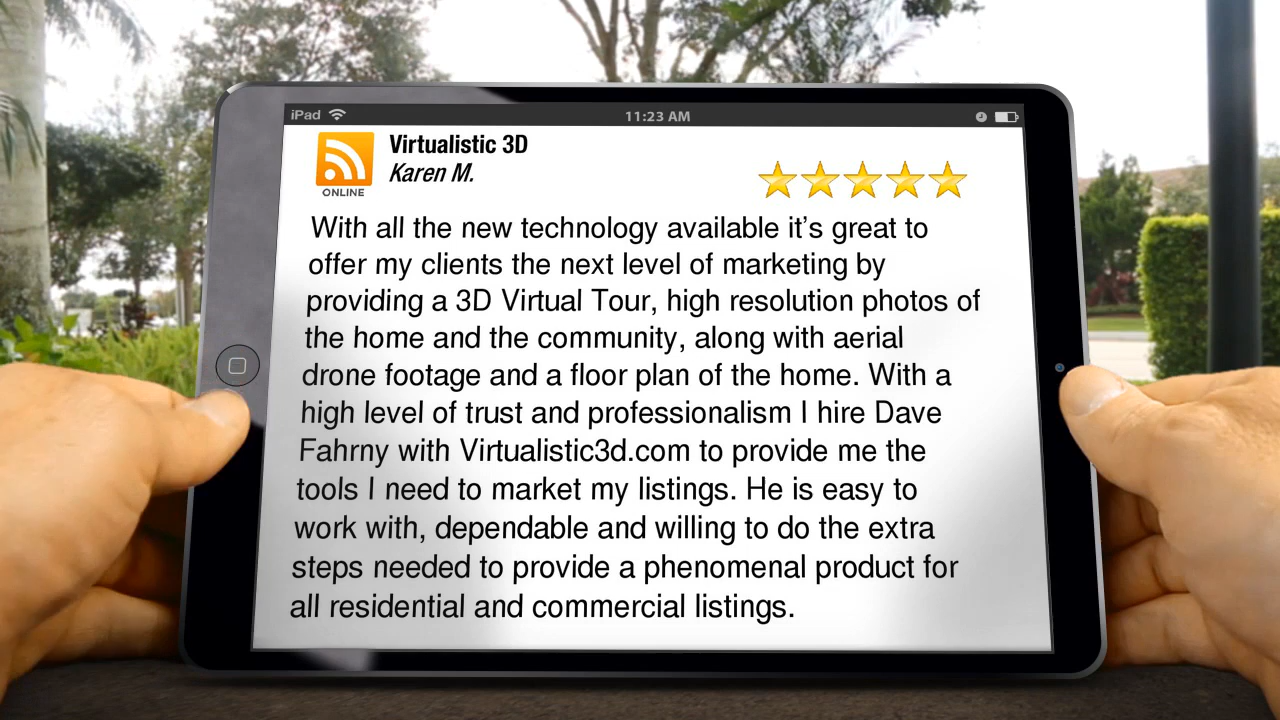 iPad 11:23 AM
Virtualistic 3D
Karen M.
ONLINE
With all the new technology available it’s great to
offer my clients the next level of marketing by
providing a 3D Virtual Tour, high resolution photos of
the home and the community, along with aerial
drone footage and a floor plan of the home. With a
high level of trust and professionalism I hire Dave
Fahrny with Virtualistic3d.com to provide me the
tools I need to market my listings. He is easy to
work with, dependable and willing to do the extra
steps needed to provide a phenomenal product for
all residential and commercial listings.